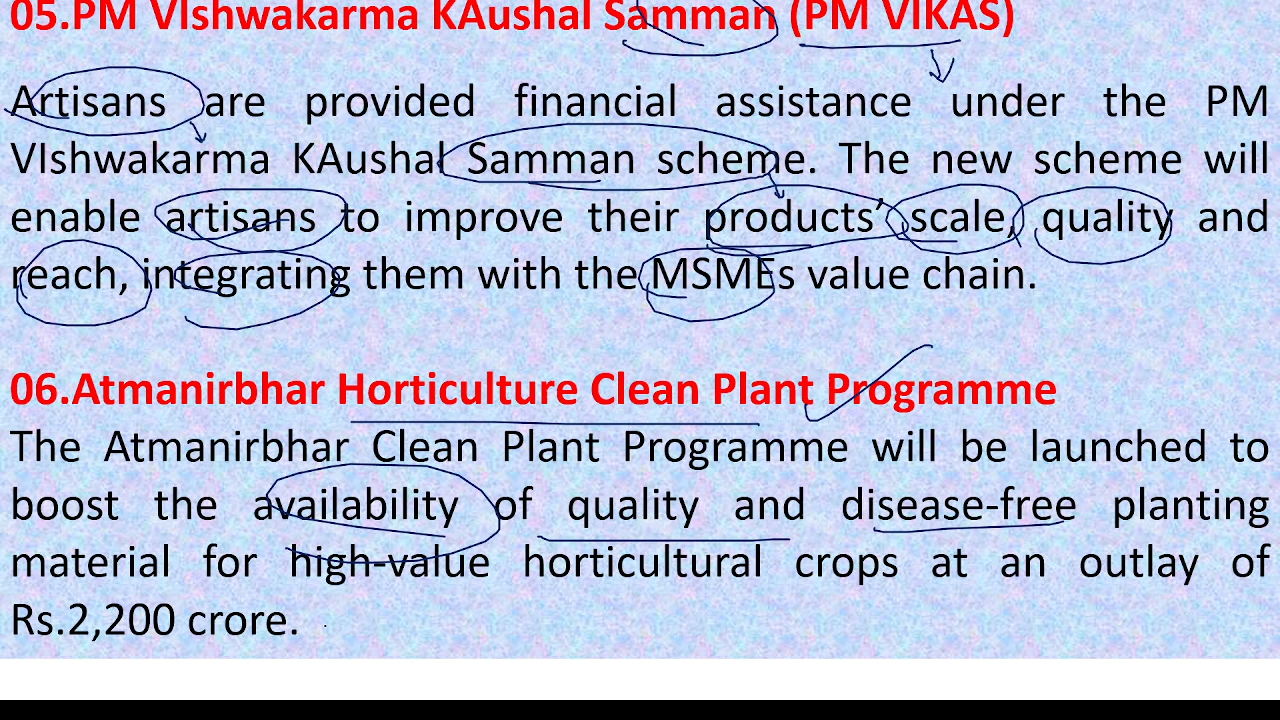 05.PM VIshwakarma KAushal Samman (PM VIKAS)
Artisans are provided financial assistance under the PM
VIshwakarma KAushal Samman scheme. The new scheme will
enable artisans to improve their products’ scale, quality and
reach, integrating them with the MSMEs value chain.
06.Atmanirbhar Horticulture Clean Plant Programme
The Atmanirbhar Clean Plant Programme will be launched to
boost the availability of quality and disease-free planting
material for high-value horticultural crops at an outlay of
Rs.2,200 crore.